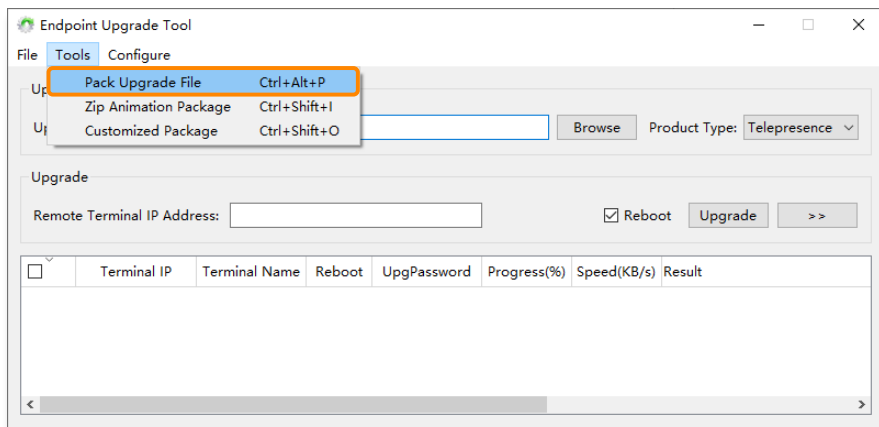 Endpoint Upgrade Tool
File Tools Configure
Pack Upgrade File Ctrl+Alt+P
Zip Animation Package Ctrl+Shift+I
Customized Package Ctrl+Shift+O
Browse Product Type: Telepresence
Upgrade
Remote Terminal IP Address: Reboot Upgrade >>
Terminal IP Terminal Name Reboot UpgPassword Progress(%) Speed(KB/s) Result